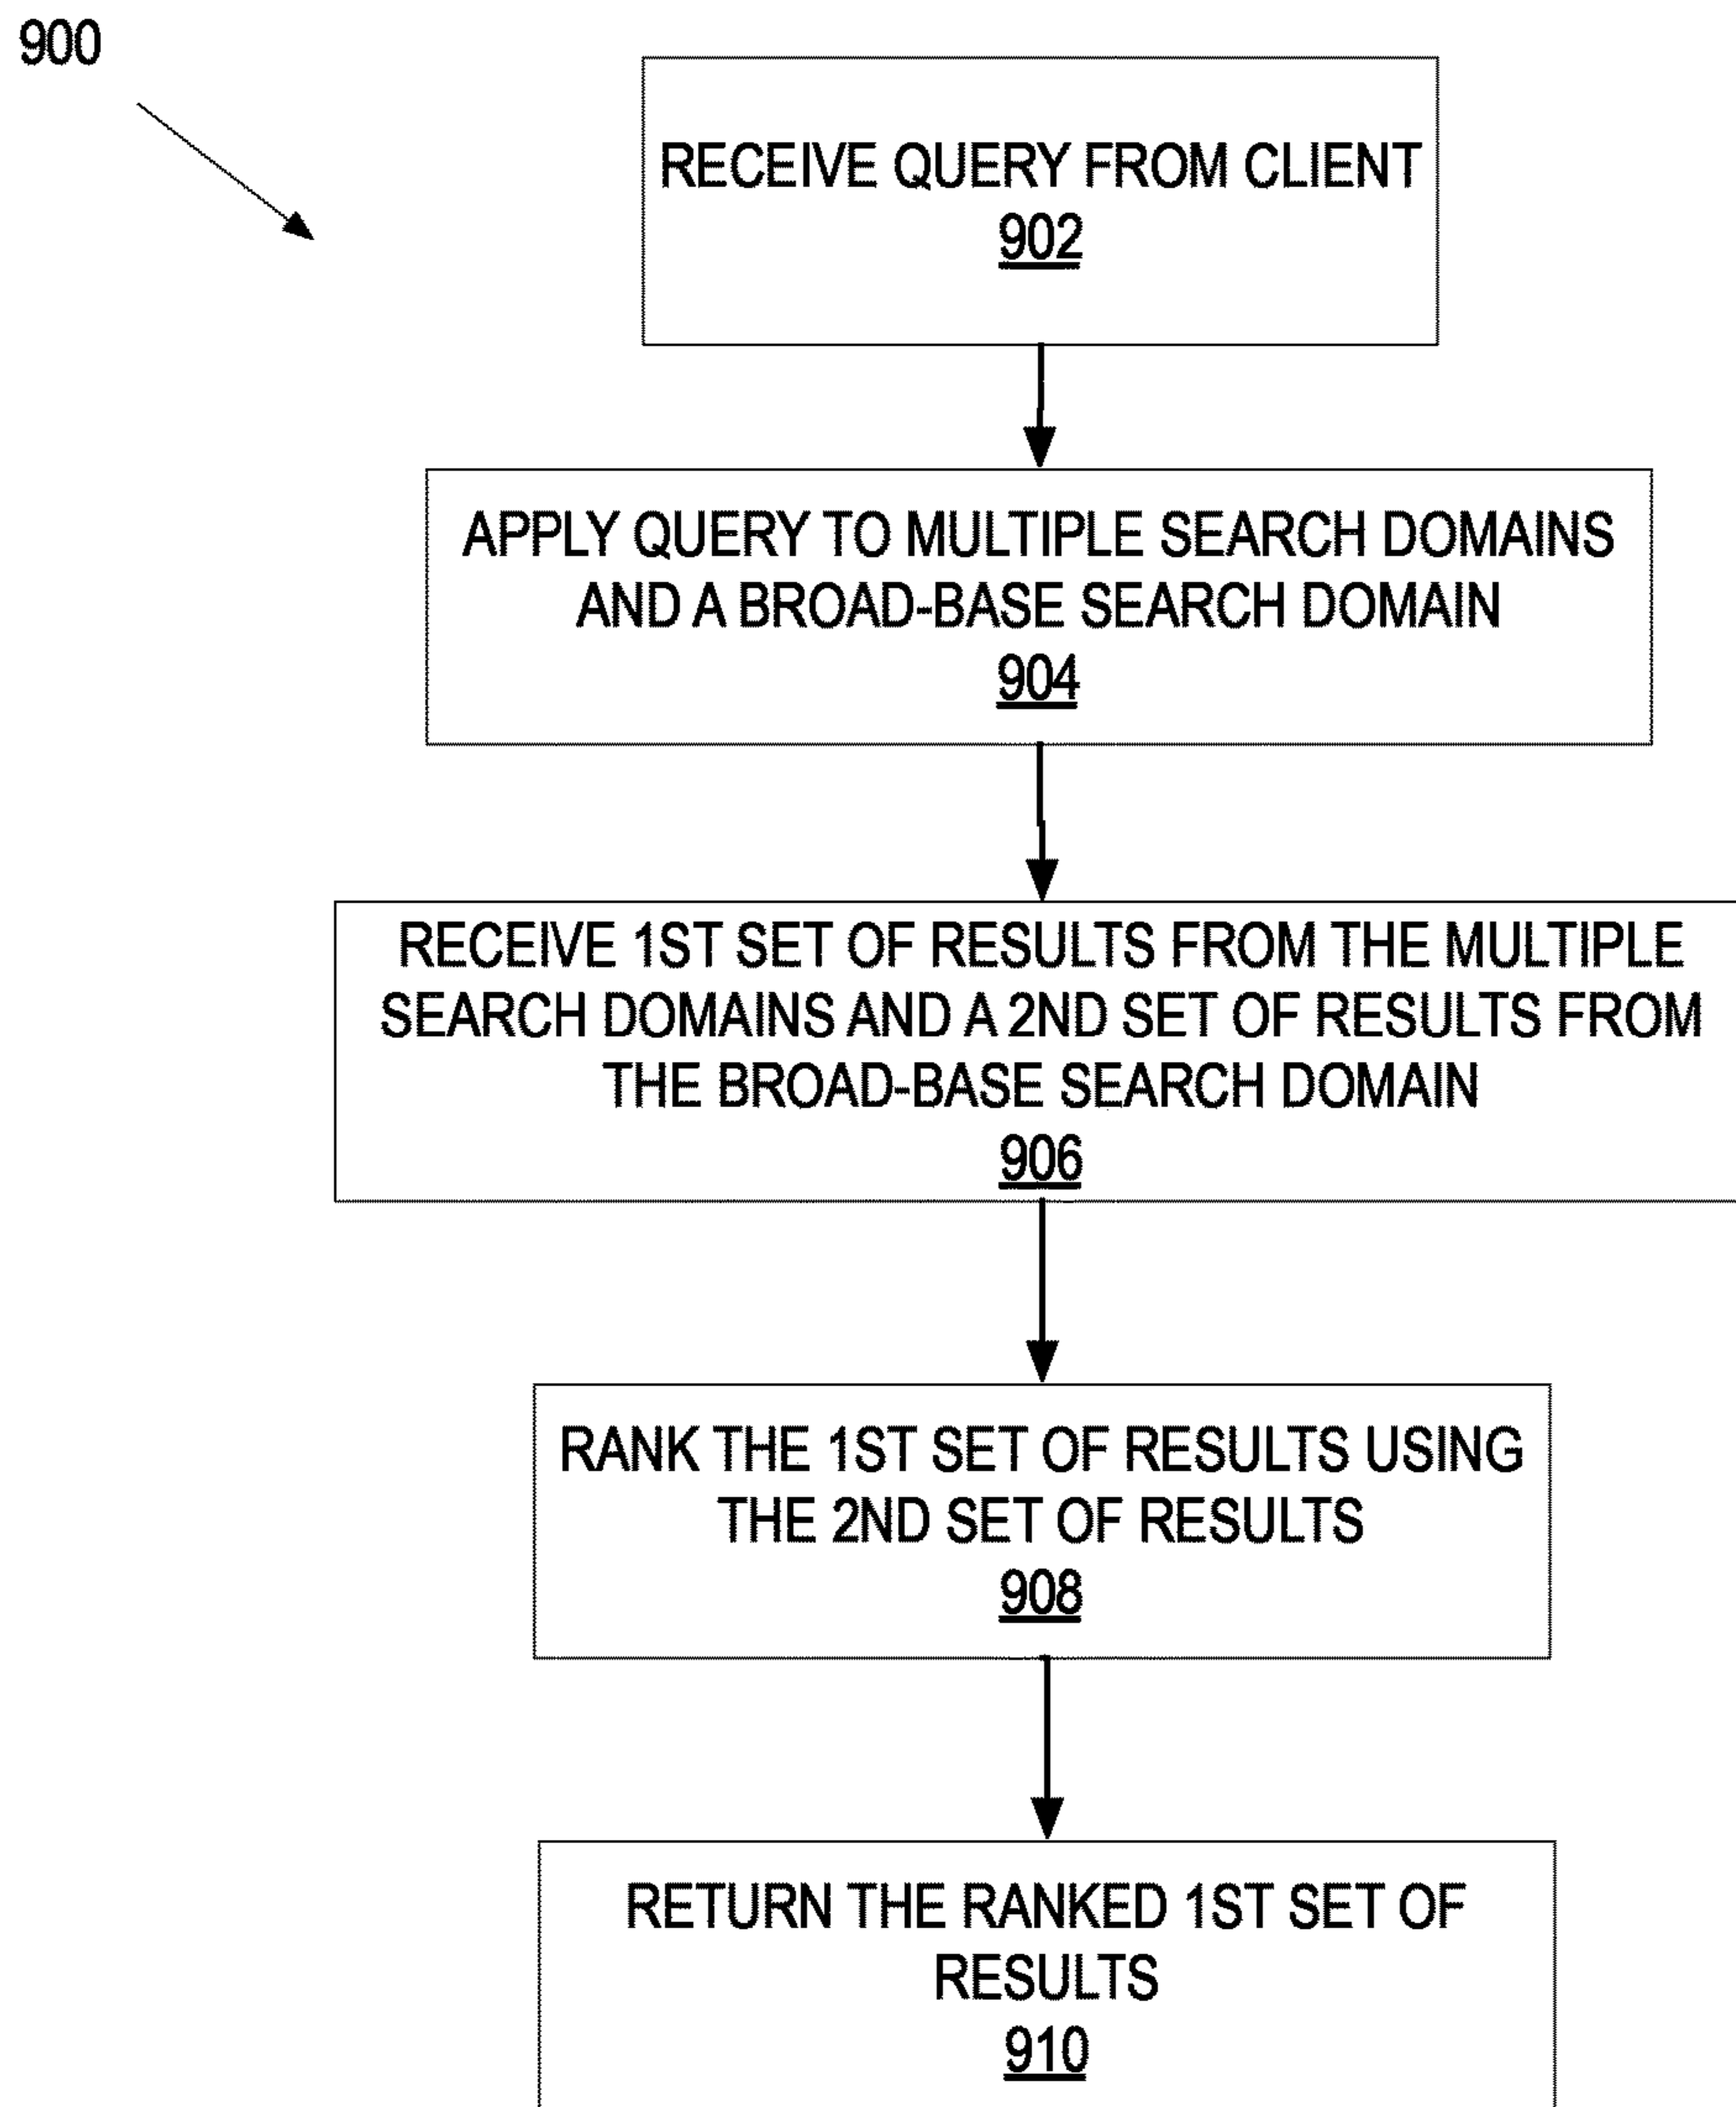 900
RECEIVE QUERY FROM CLIENT
902
APPLY QUERY TO MULTIPLE SEARCH DOMAINS
AND A BROAD-BASE SEARCH DOMAIN
904
RECEIVE 1ST SET OF RESULTS FROM THE MULTIPLE
SEARCH DOMAINS AND A 2ND SET OF RESULTS FROM
THE BROAD-BASE SEARCH DOMAIN
906
RANK THE 1ST SET OF RESULTS USING
THE 2ND SET OF RESULTS
908
RETURN THE RANKED 1ST SET OF
RESULTS
910